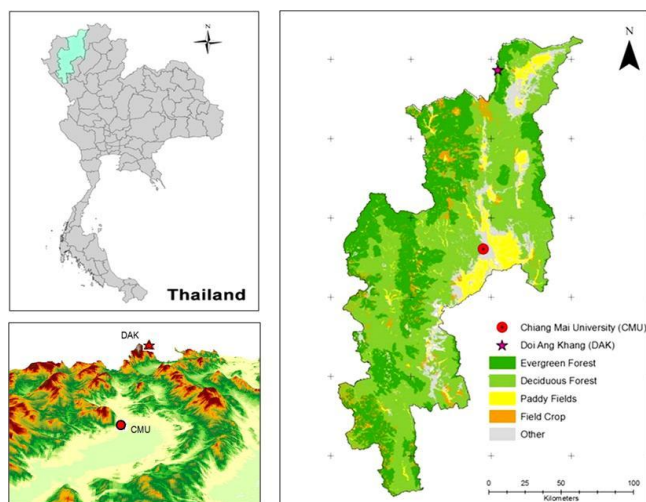 N
Thailand
DAK
CMU
Chiang Mai University (CMU)
Doi Ang Khang (DAK)
Evergreen Forest
Deciduous Forest
Paddy Fields
Field Crop
Other
0 50 100
Kilometers
N